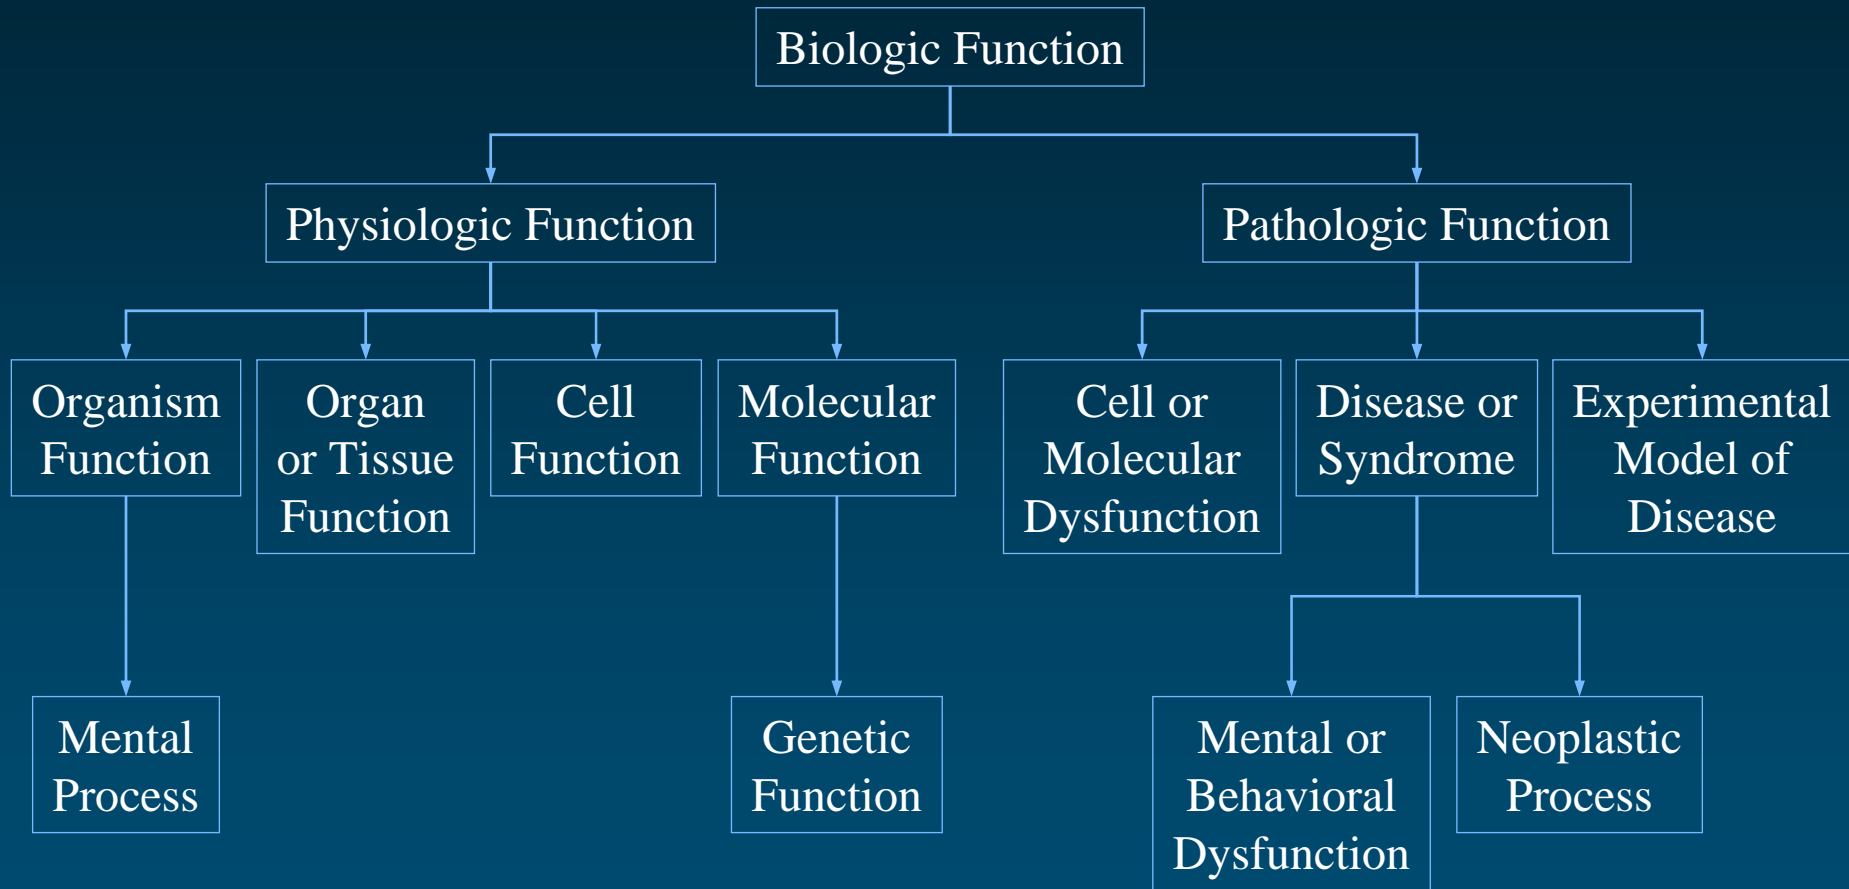 Biologic Function
Physiologic Function
Pathologic Function
Organism
Function
Organ
or Tissue
Function
Cell
Function
Molecular
Function
Cell or
Molecular
Dysfunction
Disease or
Syndrome
Experimental
Model of
Disease
Mental
Process
Genetic
Function
Mental or
Behavioral
Dysfunction
Neoplastic
Process